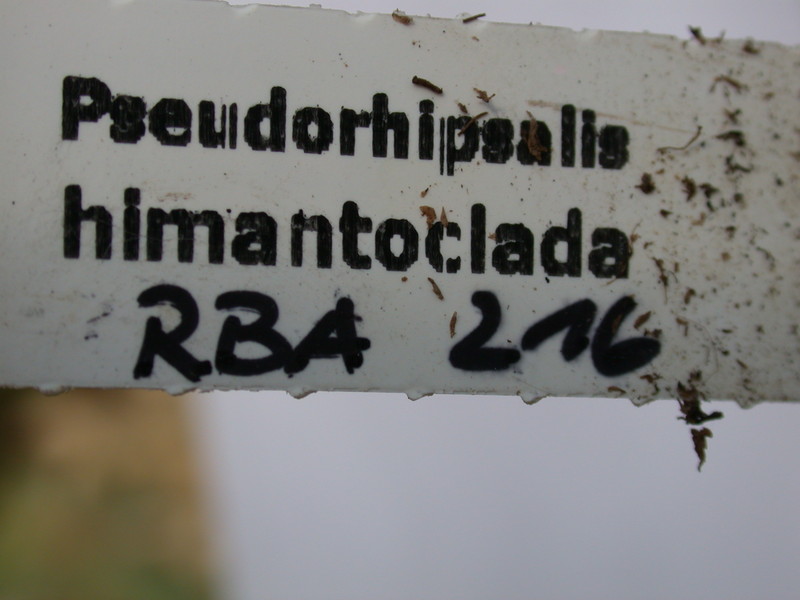 Pseudorhipsalis
himantoclada
RBA 216